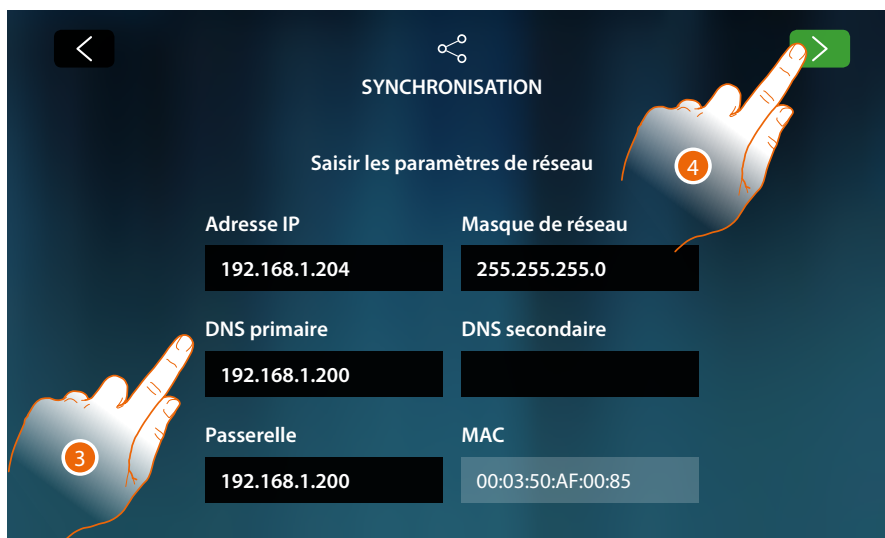 SYNCHRONISATION
Saisir les paramètres de réseau
4
Adresse IP
Masque de réseau
192.168.1.204
255.255.255.0
DNS primaire
DNS secondaire
192.168.1.200
Passerelle
MAC
3
192.168.1.200
00:03:50:AF:00:85